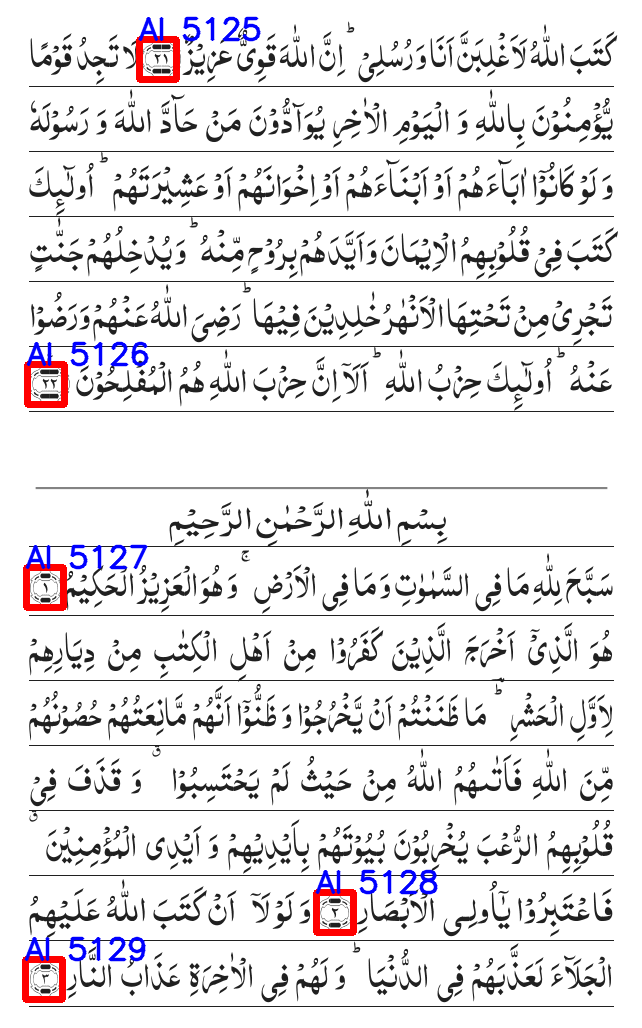 AI 5125
كَتَبَ اللّٰهُ لَاَغْلِبَنَّ اَنَا وَرُسُلِیْ ؕ اِنَّ اللّٰهَ قَوِیٌّ عَزِیْزٌ ۲۱ لَا تَجِدُ قَوْمًا
یُّؤْمِنُوْنَ بِاللّٰهِ وَ الْیَوْمِ الْاٰخِرِ یُوَآدُّوْنَ مَنْ حَآدَّ اللّٰهَ وَ رَسُوْلَهٗ
وَ لَوْ كَانُوْۤا اٰبَآءَهُمْ اَوْ اَبْنَآءَهُمْ اَوْ اِخْوَانَهُمْ اَوْ عَشِیْرَتَهُمْ ؕ اُولٰٓىِٕكَ
كَتَبَ فِیْ قُلُوْبِهِمُ الْاِیْمَانَ وَ اَیَّدَهُمْ بِرُوْحٍ مِّنْهُ ؕ وَ یُدْخِلُهُمْ جَنّٰتٍ
تَجْرِیْ مِنْ تَحْتِهَا الْاَنْهٰرُ خٰلِدِیْنَ فِیْهَا ؕ رَضِیَ اللّٰهُ عَنْهُمْ وَرَضُوْا
AI 5126
عَنْهُ ؕ اُولٰٓىِٕكَ حِزْبُ اللّٰهِ ؕ اَلَاۤ اِنَّ حِزْبَ اللّٰهِ هُمُ الْمُفْلِحُوْنَ ۲۲
بِسْمِ اللّٰهِ الرَّحْمٰنِ الرَّحِیْمِ
AI 5127
سَبَّحَ لِلّٰهِ مَا فِی السَّمٰوٰتِ وَ مَا فِی الْاَرْضِ ۚ وَ هُوَ الْعَزِیْزُ الْحَكِیْمُ ۱
هُوَ الَّذِیْۤ اَخْرَجَ الَّذِیْنَ كَفَرُوْا مِنْ اَهْلِ الْكِتٰبِ مِنْ دِیَارِهِمْ
لِاَوَّلِ الْحَشْرِ ؔؕ مَا ظَنَنْتُمْ اَنْ یَّخْرُجُوْا وَ ظَنُّوْۤا اَنَّهُمْ مَّانِعَتُهُمْ حُصُوْنُهُمْ
مِّنَ اللّٰهِ فَاَتٰىهُمُ اللّٰهُ مِنْ حَیْثُ لَمْ یَحْتَسِبُوْا ۗ وَ قَذَفَ فِیْ
قُلُوْبِهِمُ الرُّعْبَ یُخْرِبُوْنَ بُیُوْتَهُمْ بِاَیْدِیْهِمْ وَ اَیْدِی الْمُؤْمِنِیْنَ ۗ
AI 5128
فَاعْتَبِرُوْا یٰۤاُولِی الْاَبْصَارِ ۲ وَ لَوْ لَاۤ اَنْ كَتَبَ اللّٰهُ عَلَیْهِمُ
AI 5129
الْجَلَآءَ لَعَذَّبَهُمْ فِی الدُّنْیَا ؕ وَ لَهُمْ فِی الْاٰخِرَةِ عَذَابُ النَّارِ ۳